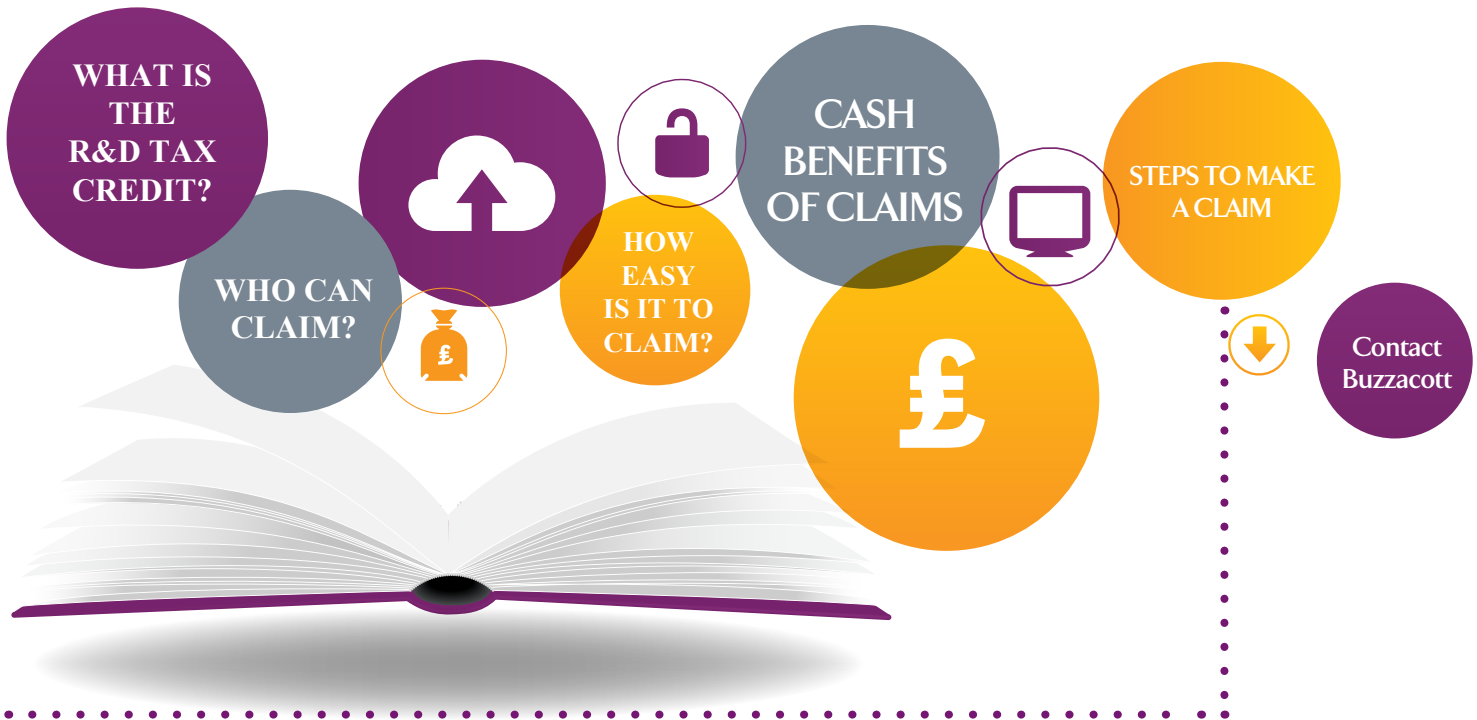 WHAT IS
THE
R&D TAX
CREDIT?
WHO CAN
CLAIM?
£
HOW
EASY
IS IT TO
CLAIM?
CASH
BENEFITS
OF CLAIMS
£
STEPS TO MAKE
A CLAIM
Contact
Buzzacott